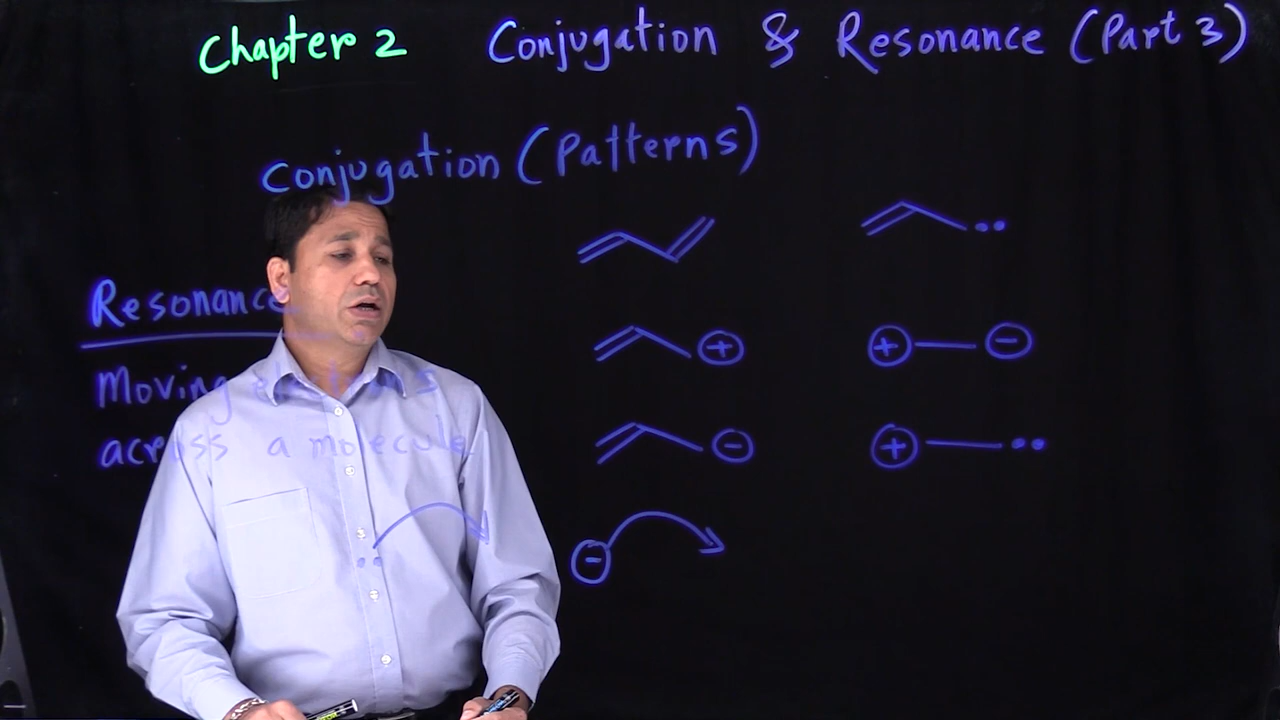 Chapter 2 Conjugation & Resonance (Part 3)
Conjugation (Patterns)
Resonance
Moving
across a molecule